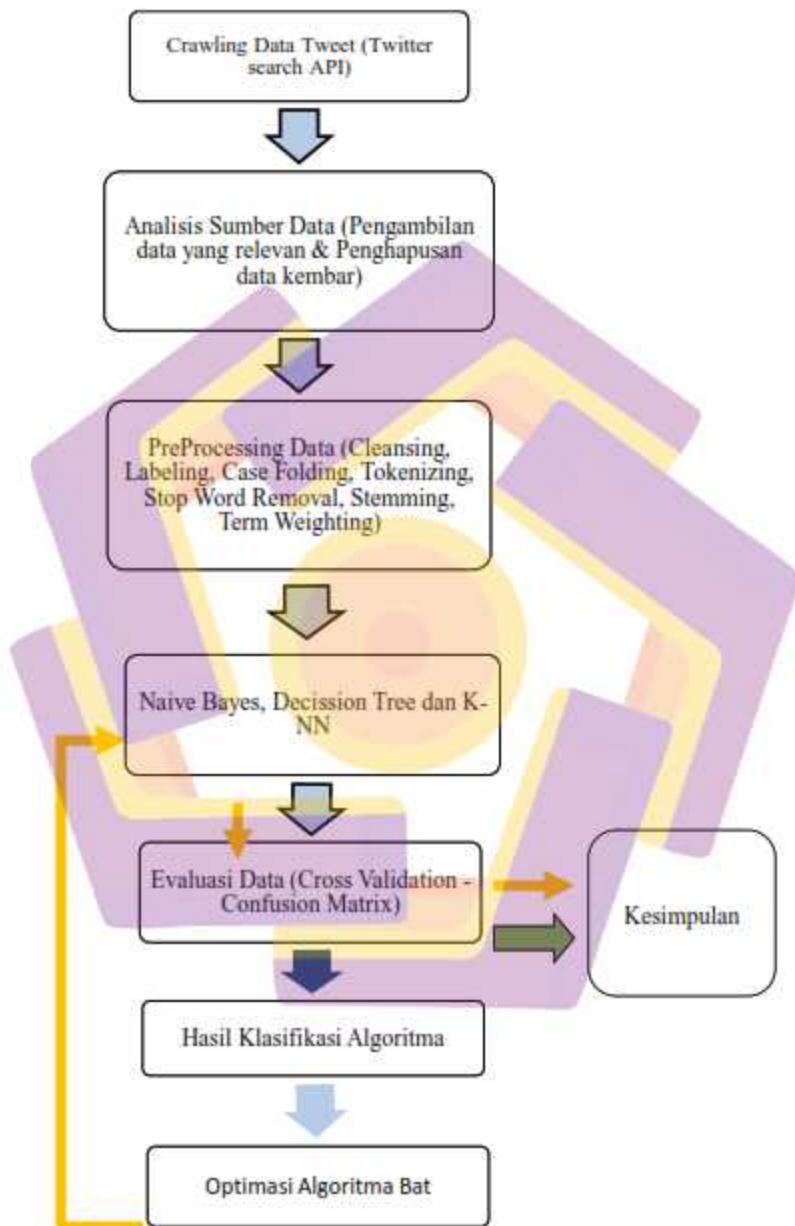 Crawling Data Tweet (Twitter
search API)
Analisis Sumber Data (Pengambilan
data yang relevan & Penghapusan
data kembar)
PreProcessing Data (Cleansing,
Labeling, Case Folding, Tokenizing,
Stop Word Removal, Stemming,
Term Weighting)
Naive Bayes, Decission Tree dan K-
NN
Evaluasi Data (Cross Validation -
Confusion Matrix)
Kesimpulan
Hasil Klasifikasi Algoritma
Optimasi Algoritma Bat